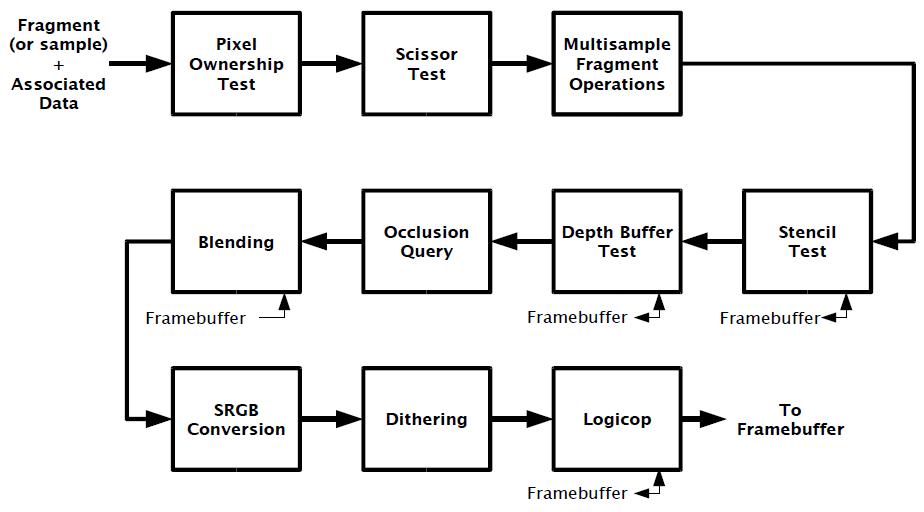 Fragment
(or sample)
+
Associated
Data
Pixel
Ownership
Test
Scissor
Test
Multisample
Fragment
Operations
Blending
Occlusion
Query
Depth Buffer
Test
Stencil
Test
Framebuffer
Framebuffer
Framebuffer
SRGB
Conversion
Dithering
Logicop
To
Framebuffer
Framebuffer